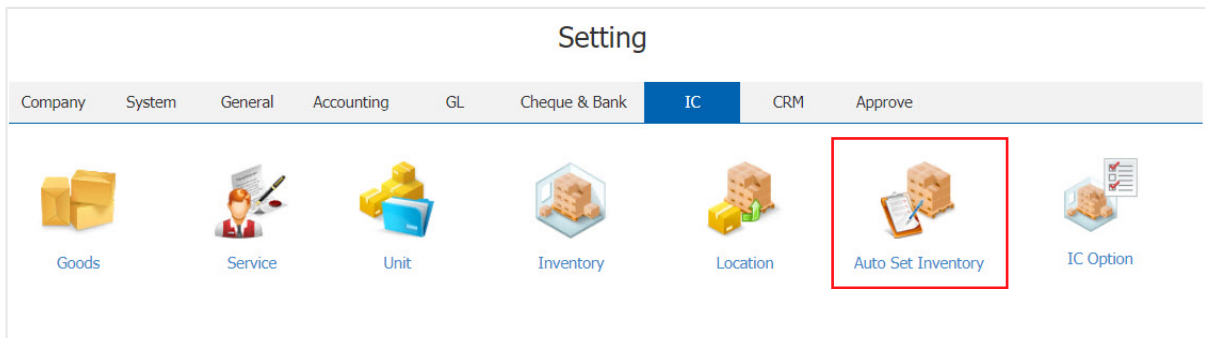 Setting
Company System General Accounting GL Cheque & Bank IC CRM Approve
Goods Service Unit Inventory Location Auto Set Inventory IC Option